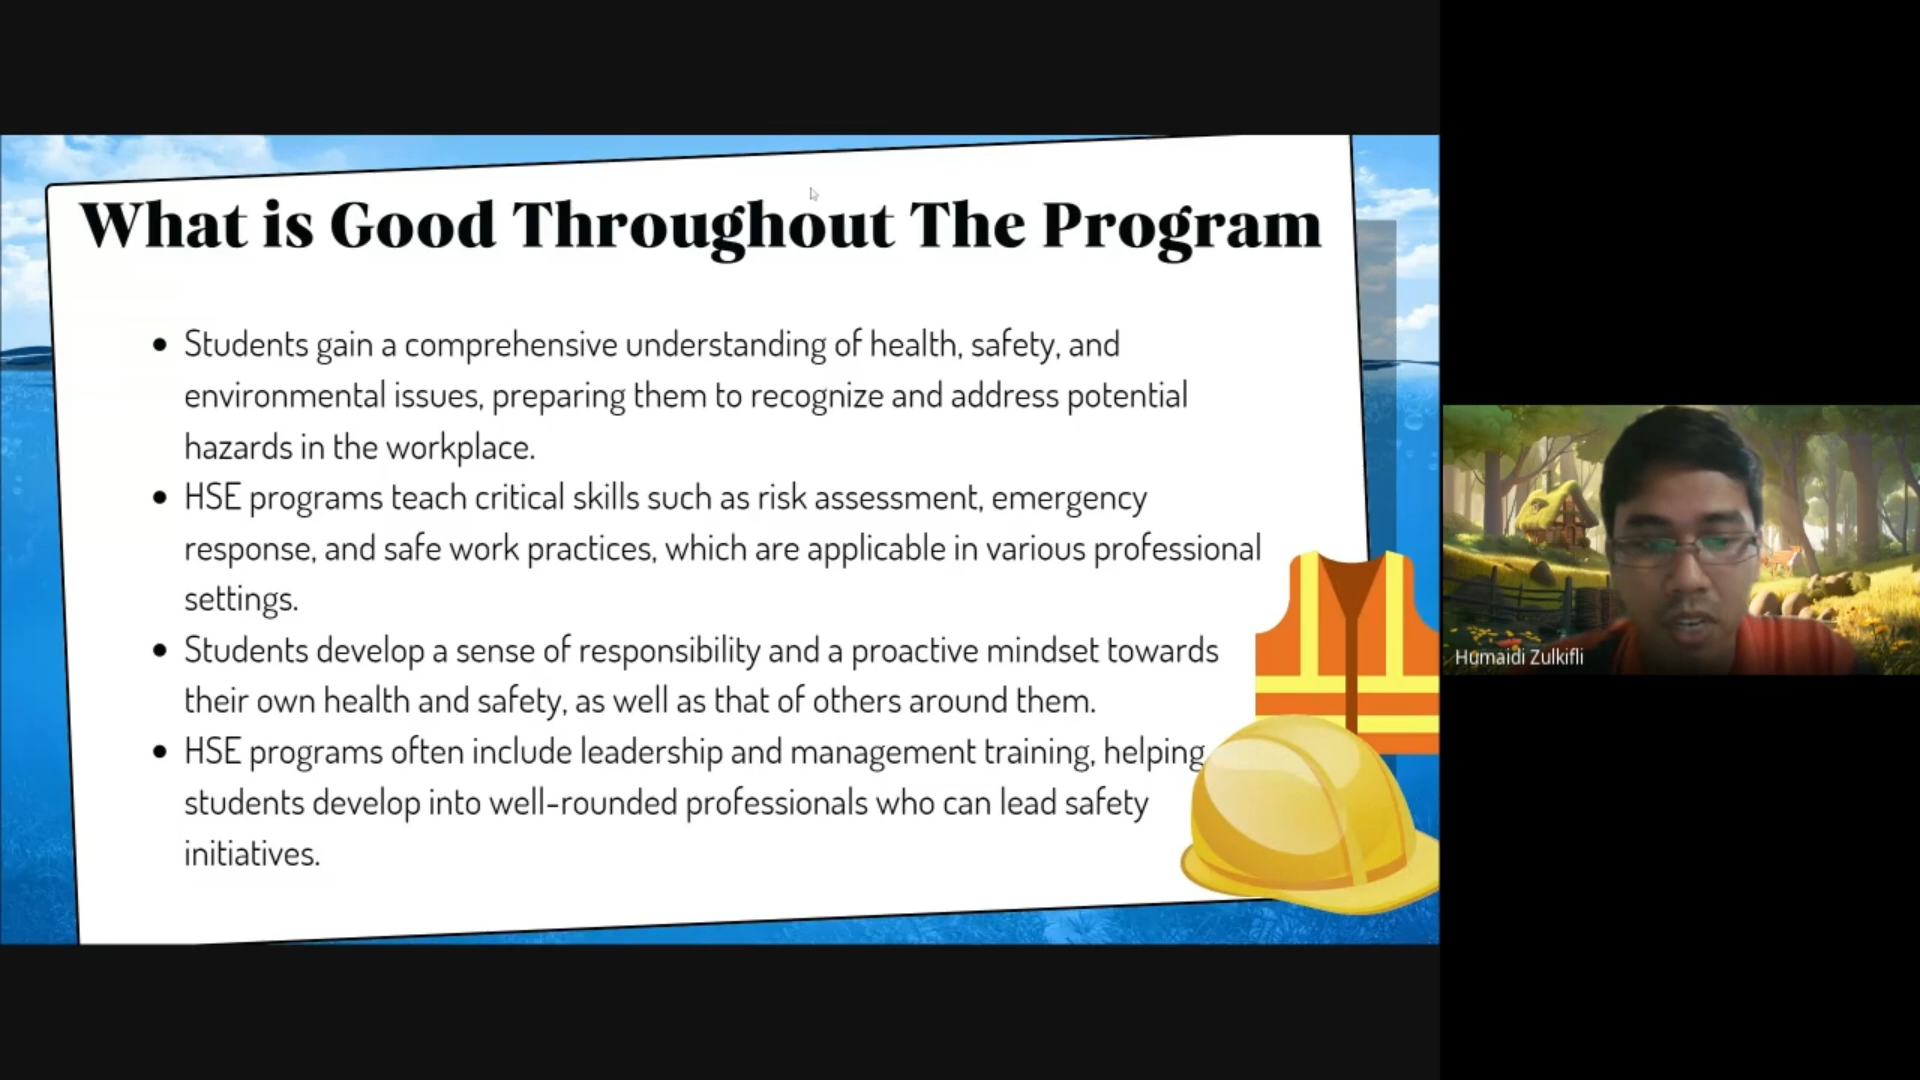 What is Good Throughout The Program
Students gain a comprehensive understanding of health, safety, and
environmental issues, preparing them to recognize and address potential
hazards in the workplace.
HSE programs teach critical skills such as risk assessment, emergency
response, and safe work practices, which are applicable in various professional
settings.
Students develop a sense of responsibility and a proactive mindset towards
their own health and safety, as well as that of others around them.
HSE programs often include leadership and management training, helping
students develop into well-rounded professionals who can lead safety
initiatives.
Humaidi Zulkifli